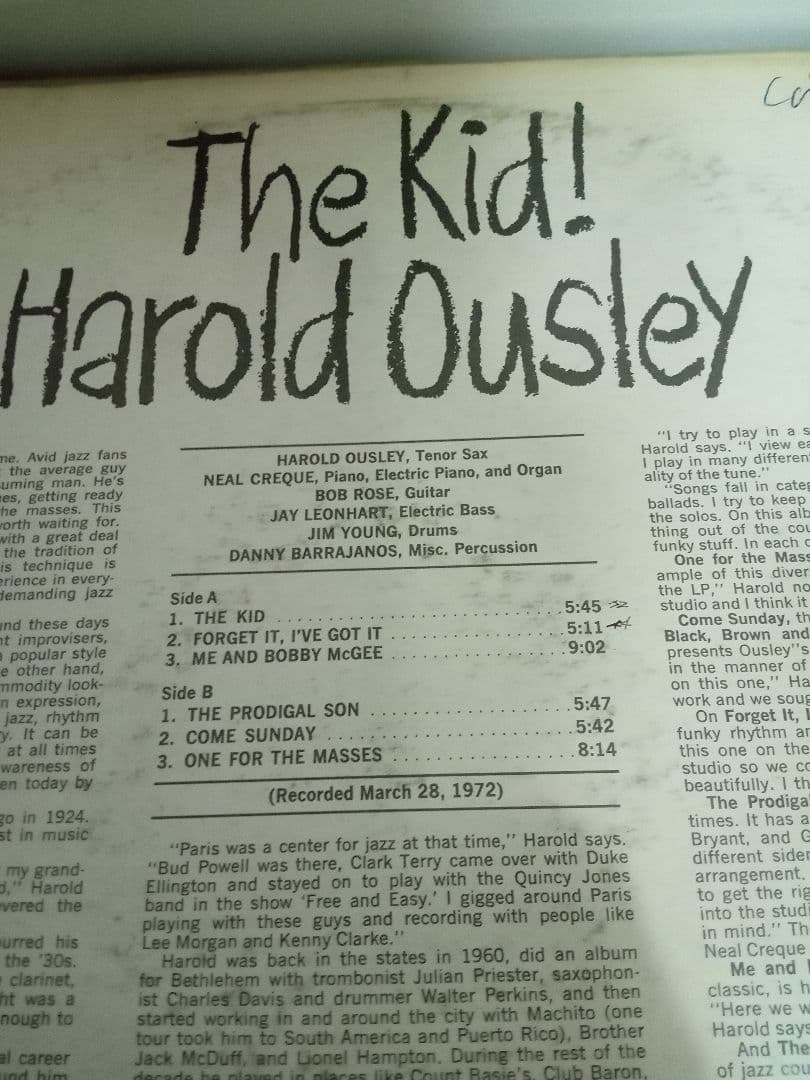 The Kid!
Harold Ousley
HAROLD OUSLEY, Tenor Sax
NEAL CREQUE, Piano, Electric Piano, and Organ
BOB ROSE, Guitar
JAY LEONHART, Electric Bass
JIM YOUNG, Drums
DANNY BARRAJANOS, Misc. Percussion
Side A
1. THE KID ........................ 5:45
2. FORGET IT, I'VE GOT IT ................ 5:11
3. ME AND BOBBY McGEE ................ 9:02
Side B
1. THE PRODIGAL SON .................. 5:47
2. COME SUNDAY ...................... 5:42
3. ONE FOR THE MASSES ................ 8:14
(Recorded March 28, 1972)
me. Avid jazz fans
the average guy
uming man. He's
es, getting ready
he masses. This
orth waiting for.
with a great deal
the tradition of
is technique is
erience in every-
demanding jazz
und these days
nt improvisers,
popular style
e other hand,
mmodity look-
n expression,
jazz, rhythm
y. It can be
at all times
wareness of
en today by
go in 1924.
st in music
my grand-
d," Harold
vered the
urred his
the '30s.
clarinet,
ht was a
nough to
al career
und him
"Paris was a center for jazz at that time," Harold says.
"Bud Powell was there, Clark Terry came over with Duke
Ellington and stayed on to play with the Quincy Jones
band in the show 'Free and Easy.' I gigged around Paris
playing with these guys and recording with people like
Lee Morgan and Kenny Clarke."
Harold was back in the states in 1960, did an album
for Bethlehem with trombonist Julian Priester, saxophon-
ist Charles Davis and drummer Walter Perkins, and then
started working in and around the city with Machito (one
tour took him to South America and Puerto Rico), Brother
Jack McDuff, and Lionel Hampton. During the rest of the
decade he played in places like Count Basie's, Club Baron,
"I try to play in a s
Harold says. "I view ea
I play in many differen
ality of the tune."
"Songs fall in categ
ballads. I try to keep
the solos. On this alb
thing out of the cou
funky stuff. In each c
One for the Mass
ample of this diver
the LP," Harold no
studio and I think it
Come Sunday, th
Black, Brown and
presents Ousley"s
in the manner of
on this one," Ha
work and we soug
On Forget It, I
funky rhythm ar
this one on the
studio so we co
beautifully. I th
The Prodiga
times. It has a
Bryant, and G
different sider
arrangement.
to get the rig
into the studi
in mind." Th
Neal Creque
Me and
classic, is h
"Here we w
Harold says
And The
of jazz cou